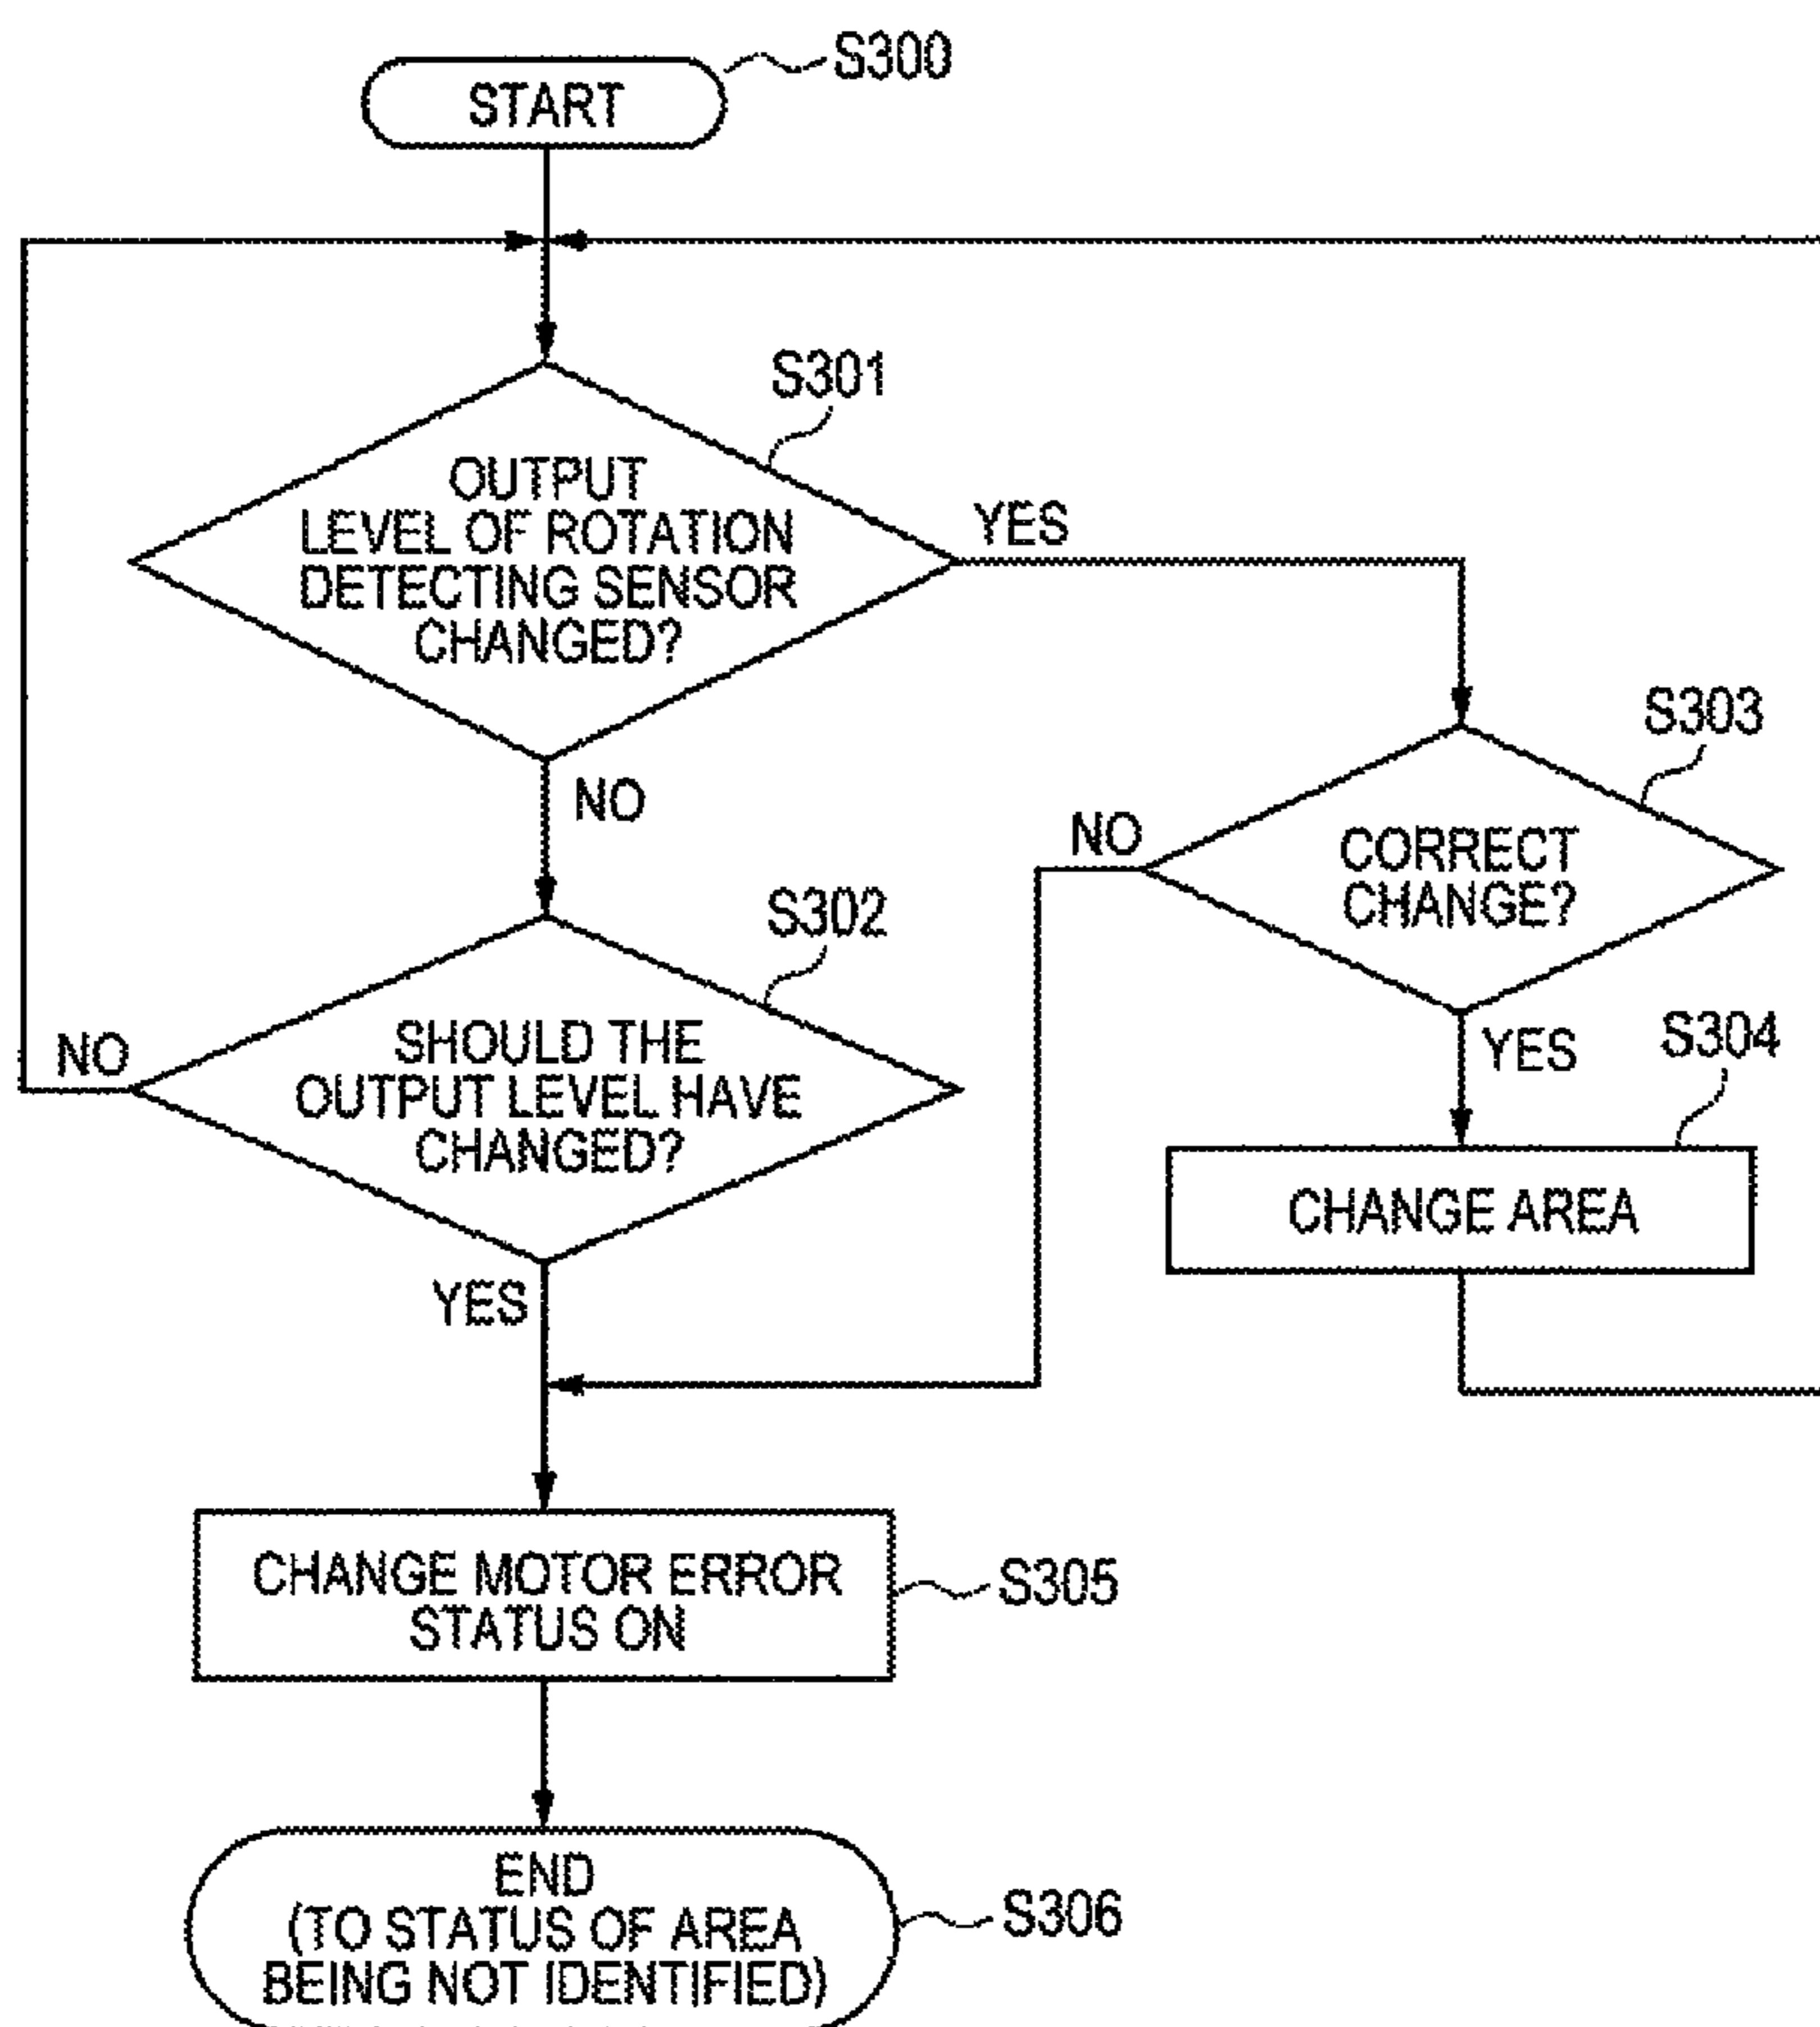 S300
START
S301
OUTPUT
LEVEL OF ROTATION
DETECTING SENSOR
CHANGED?
YES
NO
S303
NO
CORRECT
CHANGE?
YES
S302
NO
SHOULD THE
OUTPUT LEVEL HAVE
CHANGED?
YES
S304
CHANGE AREA
CHANGE MOTOR ERROR
STATUS ON
S305
END
(TO STATUS OF AREA
BEING NOT IDENTIFIED)
S306